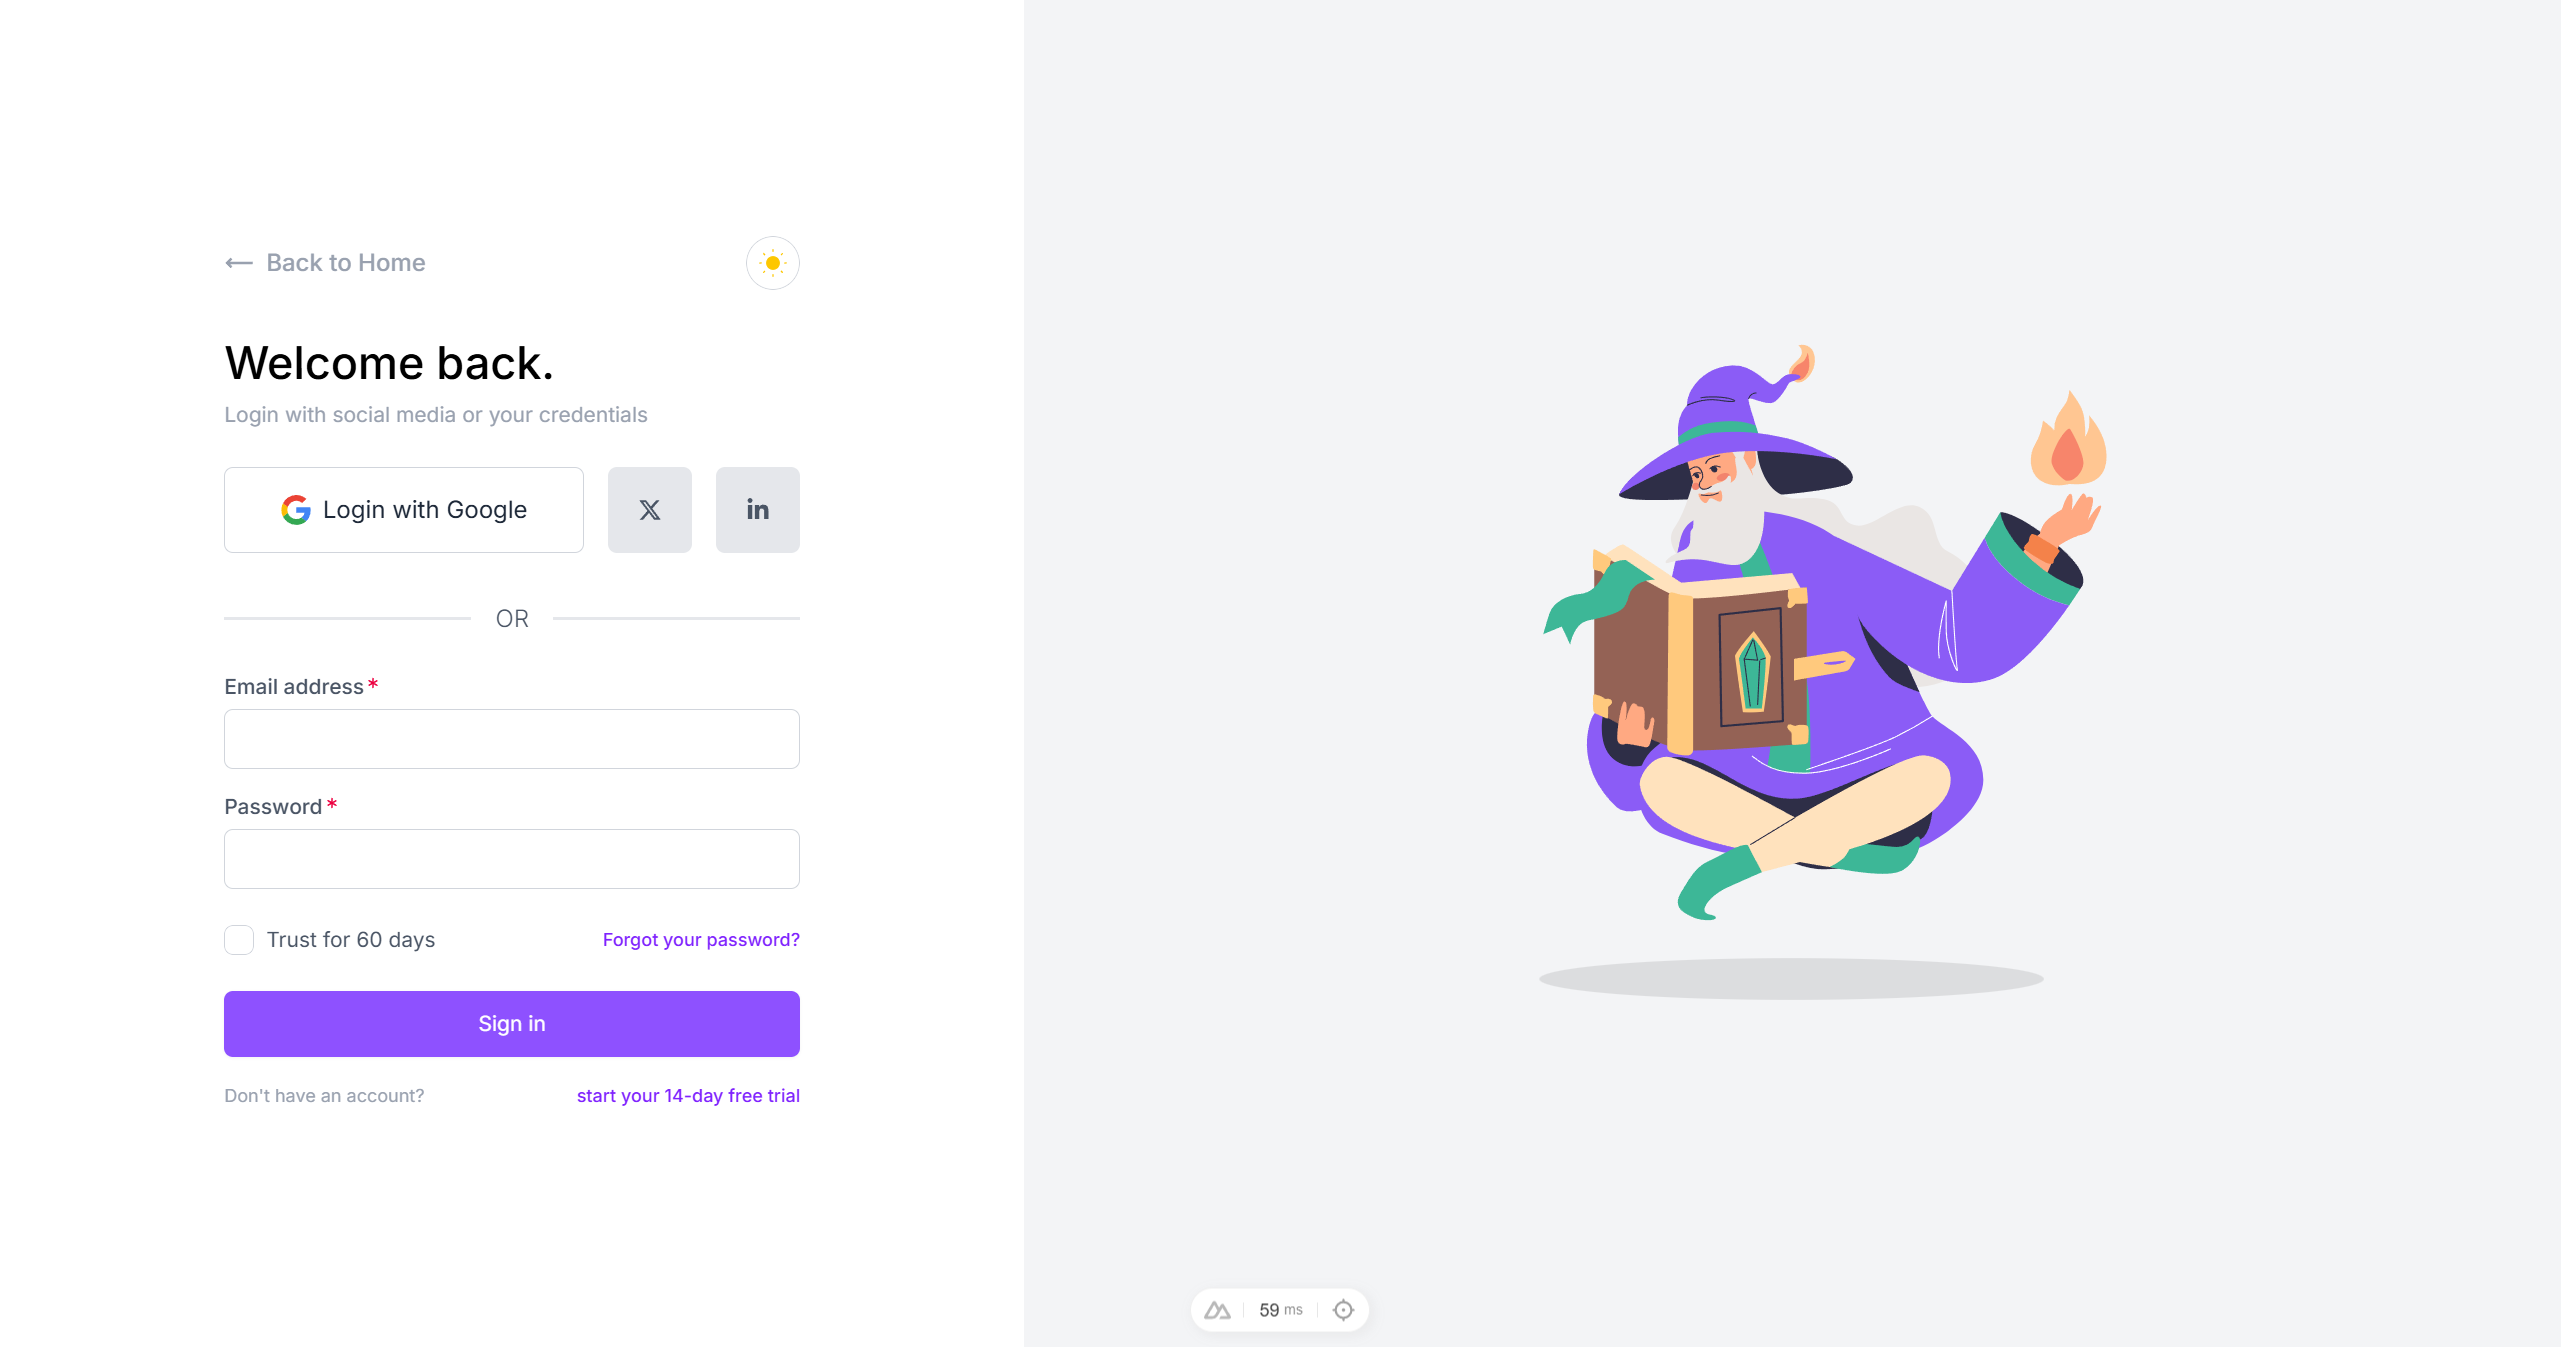 Back to Home
Welcome back.
Login with social media or your credentials
Login with Google
OR
Email address*
Password*
Trust for 60 days
Forgot your password?
Sign in
Don't have an account?
start your 14-day free trial
59 ms